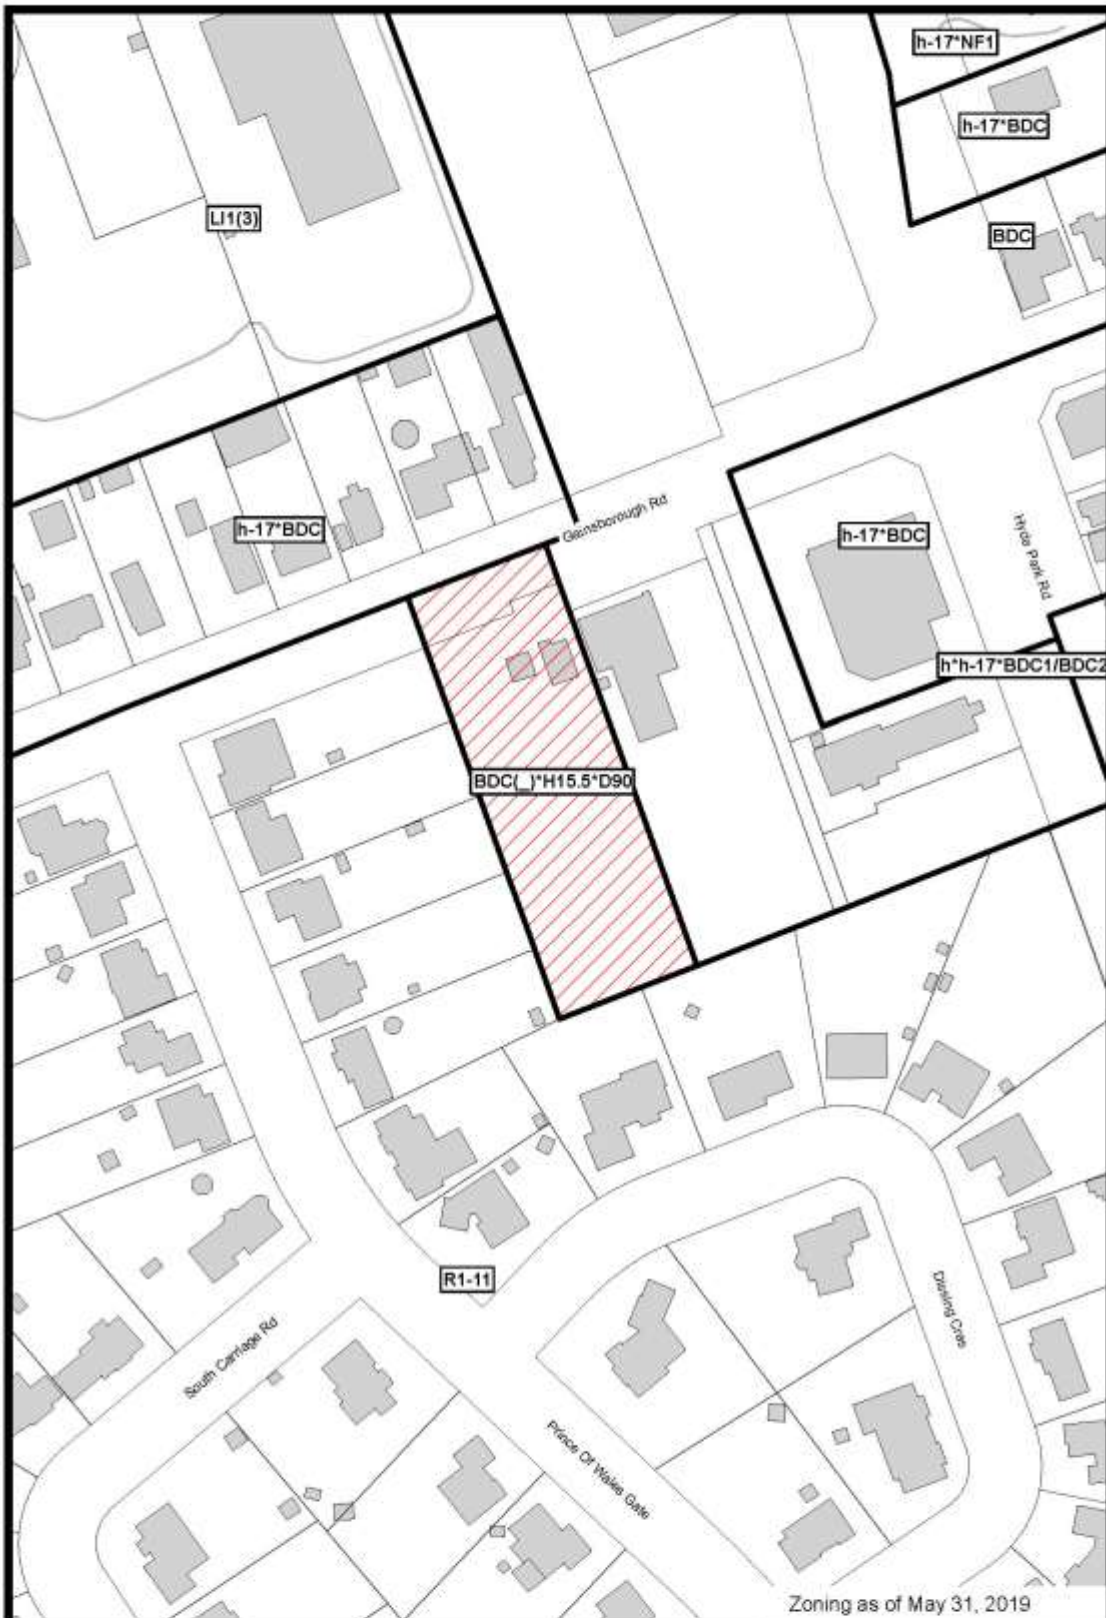 h-17*NF1
h-17*BDC
LI1(3)
BDC
Gainsborough Rd
h-17*BDC
h-17*BDC
Hyde Park Rd
h*h-17*BDC1/BDC2
BDC(_)*H15.5*D90
R1-11
South Carriage Rd
Prince Of Wales Gate
Dissing Cres
Zoning as of May 31, 2019